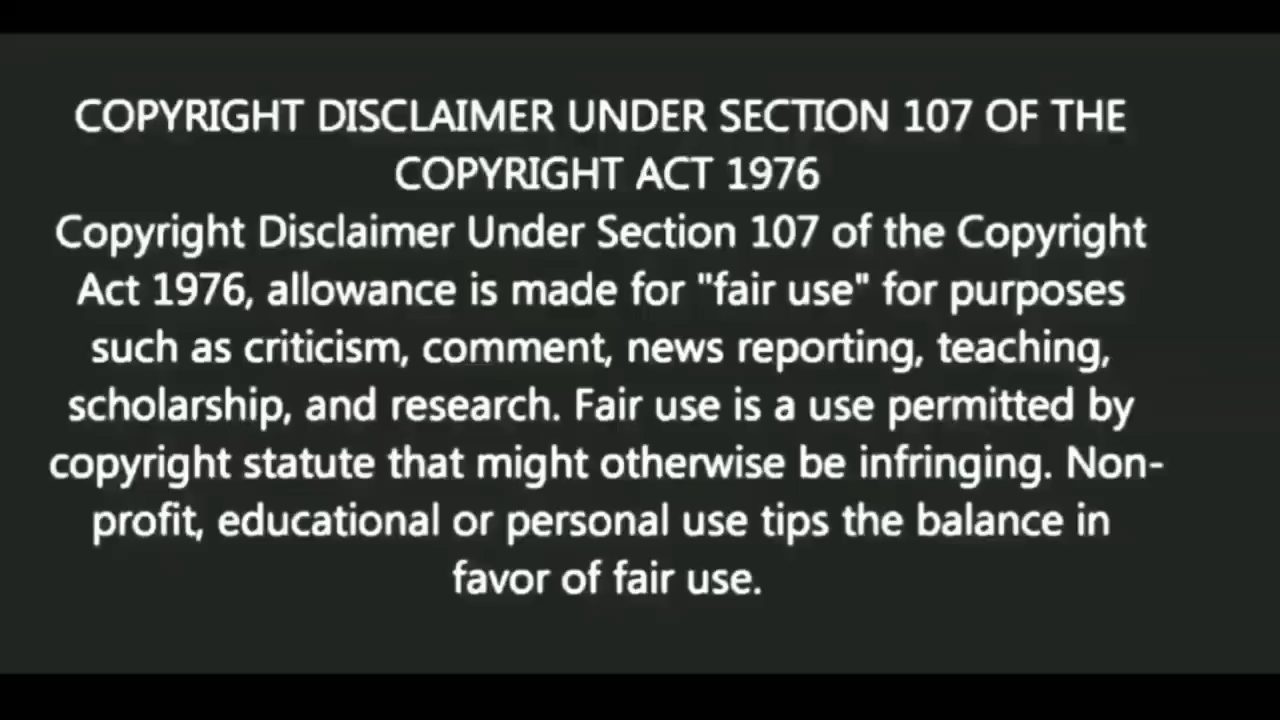 COPYRIGHT DISCLAIMER UNDER SECTION 107 OF THE
COPYRIGHT ACT 1976
Copyright Disclaimer Under Section 107 of the Copyright
Act 1976, allowance is made for "fair use" for purposes
such as criticism, comment, news reporting, teaching,
scholarship, and research. Fair use is a use permitted by
copyright statute that might otherwise be infringing. Non-
profit, educational or personal use tips the balance in
favor of fair use.